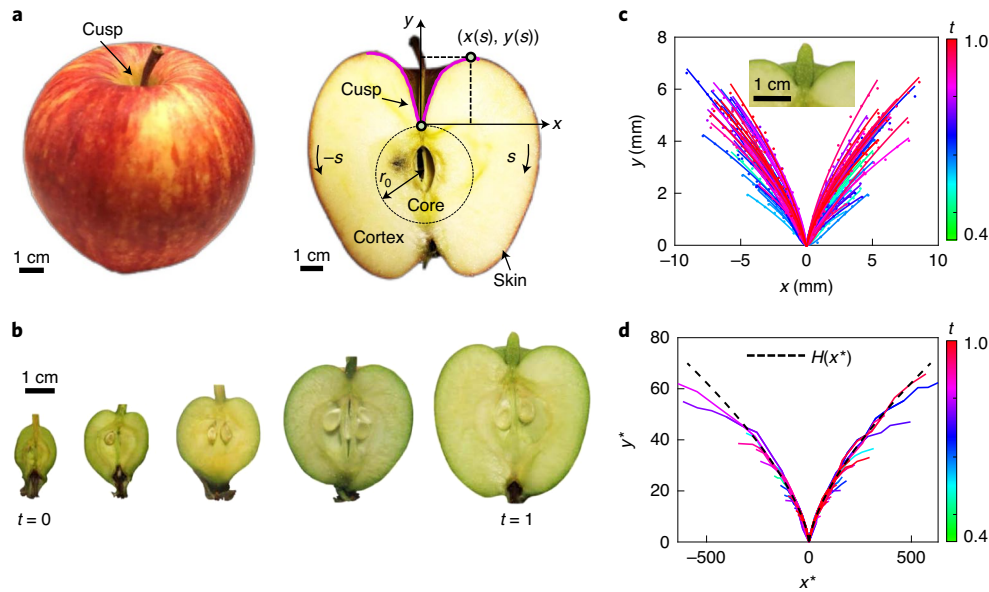 a
Cusp
1 cm
y
(x(s), y(s))
Cusp
x
–s
s
r0
Core
Cortex
1 cm
Skin
b
1 cm
t = 0
t = 1
c
t
8
6
4
2
0
y (mm)
1 cm
1.0
0.4
–10 –5 0 5 10
x (mm)
d
t
80
60
40
20
0
y*
H(x*)
1.0
0.4
–500 0 500
x*